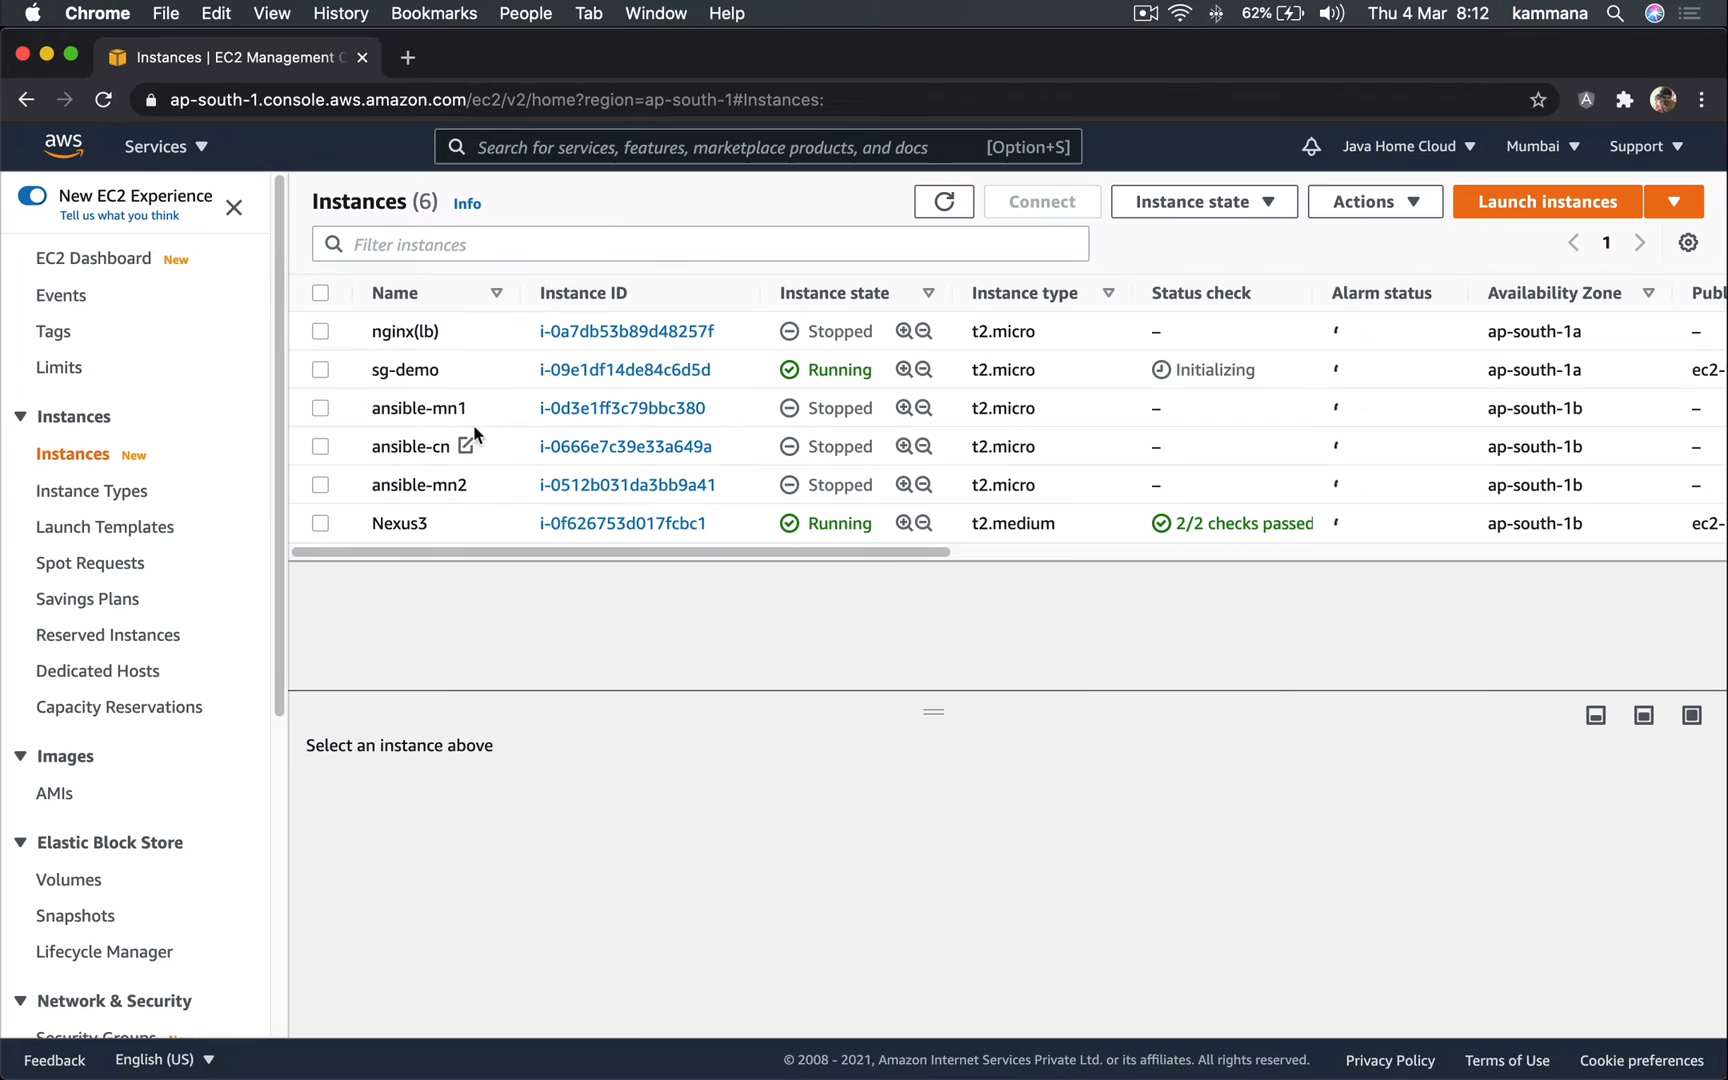 Chrome File Edit View History Bookmarks People Tab Window Help 62% Thu 4 Mar 8:12 kammana
Instances | EC2 Management C
ap-south-1.console.aws.amazon.com/ec2/v2/home?region=ap-south-1#Instances:
aws Services Search for services, features, marketplace products, and docs [Option+S] Java Home Cloud Mumbai Support
New EC2 Experience
Tell us what you think
EC2 Dashboard New
Events
Tags
Limits
Instances
Instances New
Instance Types
Launch Templates
Spot Requests
Savings Plans
Reserved Instances
Dedicated Hosts
Capacity Reservations
Images
AMIs
Elastic Block Store
Volumes
Snapshots
Lifecycle Manager
Network & Security
Security Groups
Instances (6) Info Connect Instance state Actions Launch instances
Filter instances 1
Name Instance ID Instance state Instance type Status check Alarm status Availability Zone Publ
nginx(lb) i-0a7db53b89d48257f Stopped t2.micro – ap-south-1a –
sg-demo i-09e1df14de84c6d5d Running t2.micro Initializing ap-south-1a ec2-
ansible-mn1 i-0d3e1ff3c79bbc380 Stopped t2.micro – ap-south-1b –
ansible-cn i-0666e7c39e33a649a Stopped t2.micro – ap-south-1b –
ansible-mn2 i-0512b031da3bb9a41 Stopped t2.micro – ap-south-1b –
Nexus3 i-0f626753d017fcbc1 Running t2.medium 2/2 checks passed ap-south-1b ec2-
Select an instance above
Feedback English (US) © 2008 - 2021, Amazon Internet Services Private Ltd. or its affiliates. All rights reserved. Privacy Policy Terms of Use Cookie preferences